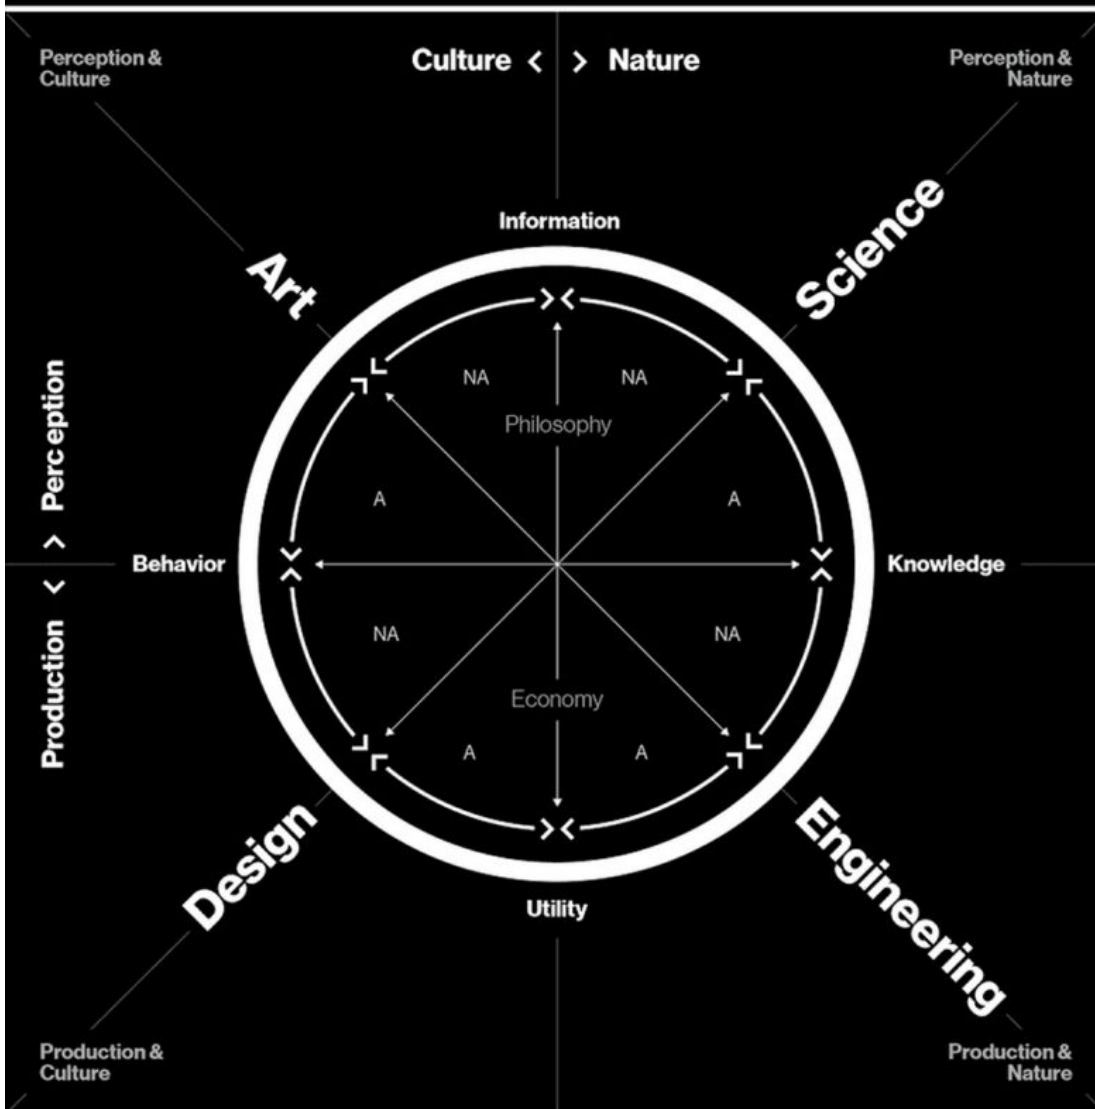 Perception &
Culture
Culture < > Nature
Perception &
Nature
Science
Information
Art
NA
NA
Philosophy
Perception
A
A
Behavior
Knowledge
NA
NA
Production
Economy
A
A
Design
Engineering
Utility
Production &
Culture
Production &
Nature